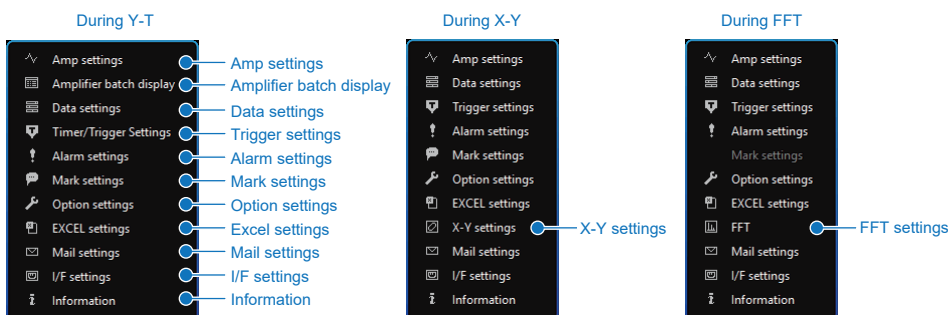 During Y-T
Amp settings
Amplifier batch display
Data settings
Timer/Trigger Settings
Alarm settings
Mark settings
Option settings
EXCEL settings
Mail settings
I/F settings
Information
Amp settings
Amplifier batch display
Data settings
Trigger settings
Alarm settings
Mark settings
Option settings
Excel settings
Mail settings
I/F settings
Information
During X-Y
Amp settings
Data settings
Trigger settings
Alarm settings
Mark settings
Option settings
EXCEL settings
X-Y settings
Mail settings
I/F settings
Information
X-Y settings
During FFT
Amp settings
Data settings
Trigger settings
Alarm settings
Mark settings
Option settings
EXCEL settings
FFT
Mail settings
I/F settings
Information
FFT settings